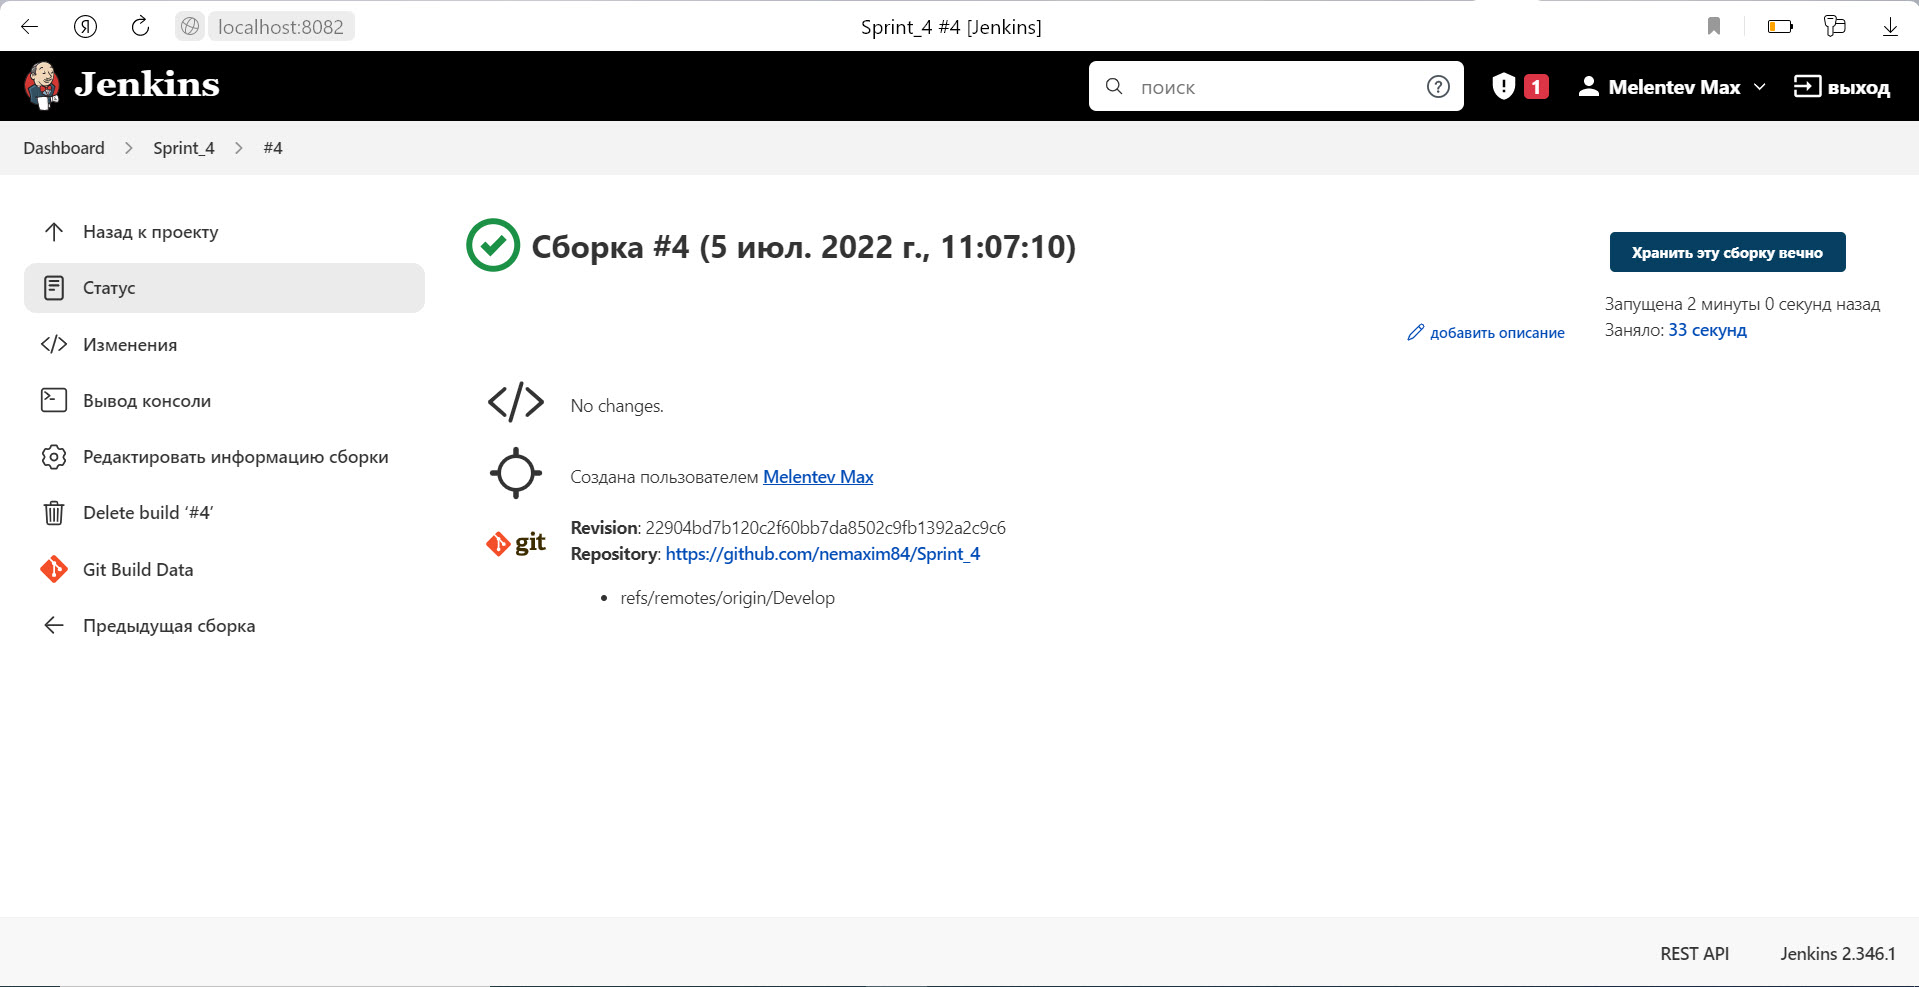 localhost:8082
Sprint_4 #4 [Jenkins]
Jenkins
поиск
1
Melentev Max
выход
Dashboard
Sprint_4
#4
Назад к проекту
Статус
Изменения
Вывод консоли
Редактировать информацию сборки
Delete build ‘#4’
Git Build Data
Предыдущая сборка
Сборка #4 (5 июл. 2022 г., 11:07:10)
Хранить эту сборку вечно
Запущена 2 минуты 0 секунд назад
Заняло: 33 секунд
добавить описание
No changes.
Создана пользователем Melentev Max
git
Revision: 22904bd7b120c2f60bb7da8502c9fb1392a2c9c6
Repository: https://github.com/nemaxim84/Sprint_4
• refs/remotes/origin/Develop
REST API
Jenkins 2.346.1